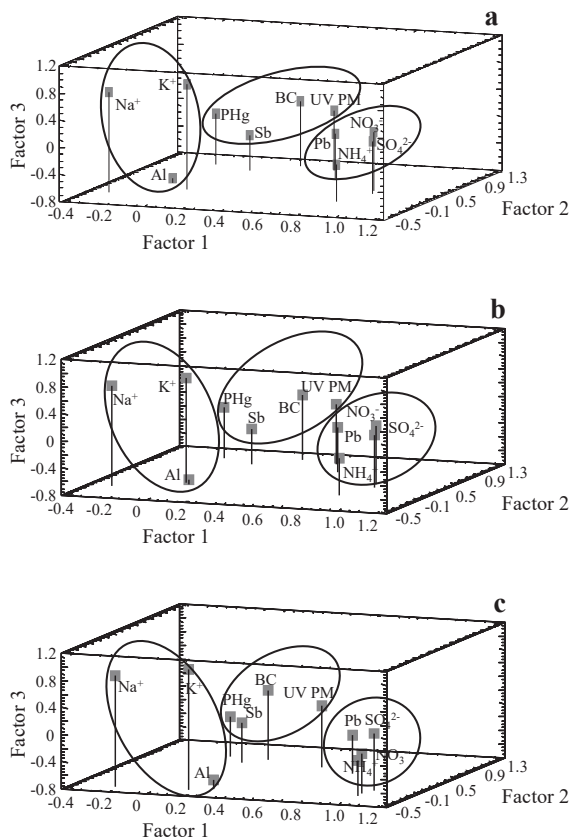 a
1.2
0.8
0.4
0
-0.4
-0.8
Factor 3
Na⁺
K⁺
Al
PHg
Sb
BC
UV PM
Pb
NO₃⁻
SO₄²⁻
NH₄⁺
-0.4 0 0.2 0.4 0.6 0.8 1.0 1.2
Factor 1
-0.5 -0.1 0.5 0.9 1.3
Factor 2
b
1.2
0.8
0.4
0
-0.4
-0.8
Factor 3
Na⁺
K⁺
Al
PHg
Sb
BC
UV PM
NO₃⁻
Pb
SO₄²⁻
NH₄⁺
-0.4 0 0.2 0.4 0.6 0.8 1.0 1.2
Factor 1
-0.5 -0.1 0.5 0.9 1.3
Factor 2
c
1.2
0.8
0.4
0
-0.4
-0.8
Factor 3
Na⁺
K⁺
Al
PHg
Sb
BC
UV PM
Pb SO₄²⁻
NO₃
NH₄⁺
-0.4 0 0.2 0.4 0.6 0.8 1.0 1.2
Factor 1
-0.5 -0.1 0.5 0.9 1.3
Factor 2